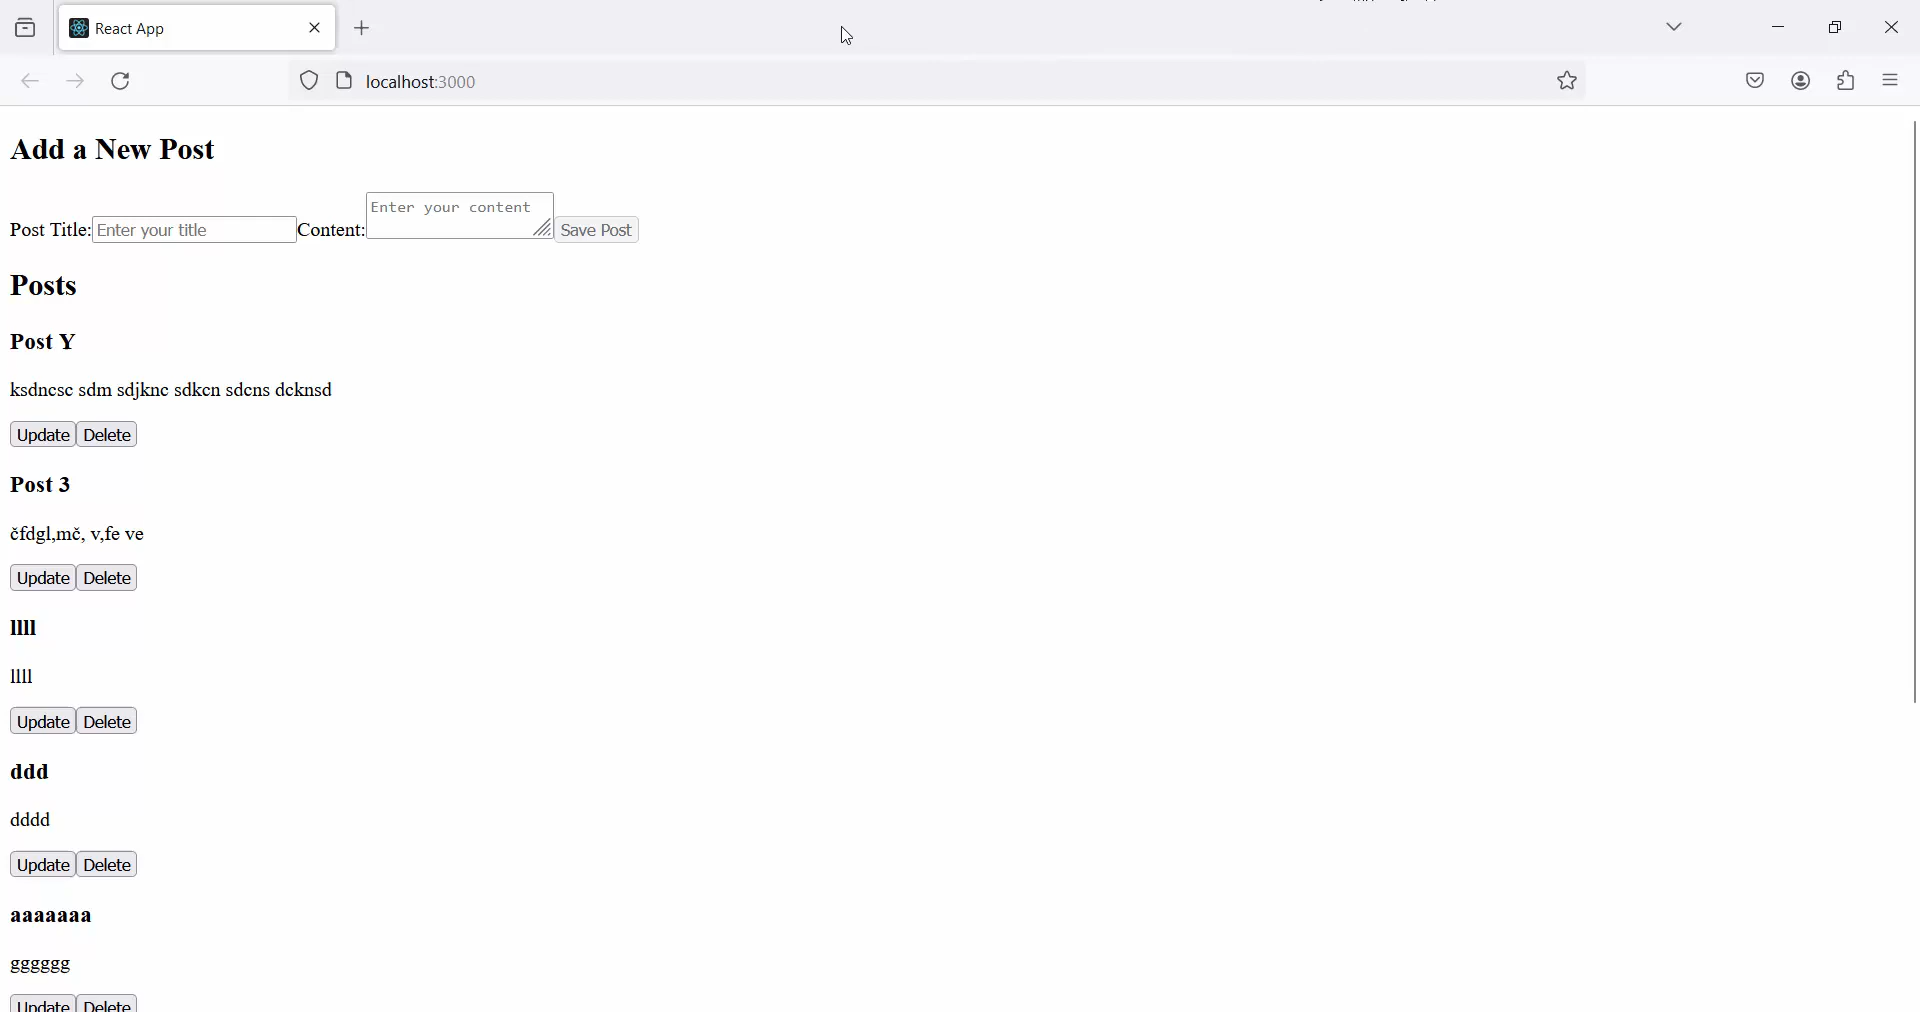 React App
localhost:3000
Add a New Post
Post Title: Enter your title Content: Enter your content Save Post
Posts
Post Y
ksdncsc sdm sdjknc sdkcn sdcns dcknsd
Update Delete
Post 3
čfdgl,mč, v,fe ve
Update Delete
llll
llll
Update Delete
ddd
dddd
Update Delete
aaaaaaa
gggggg
Update Delete